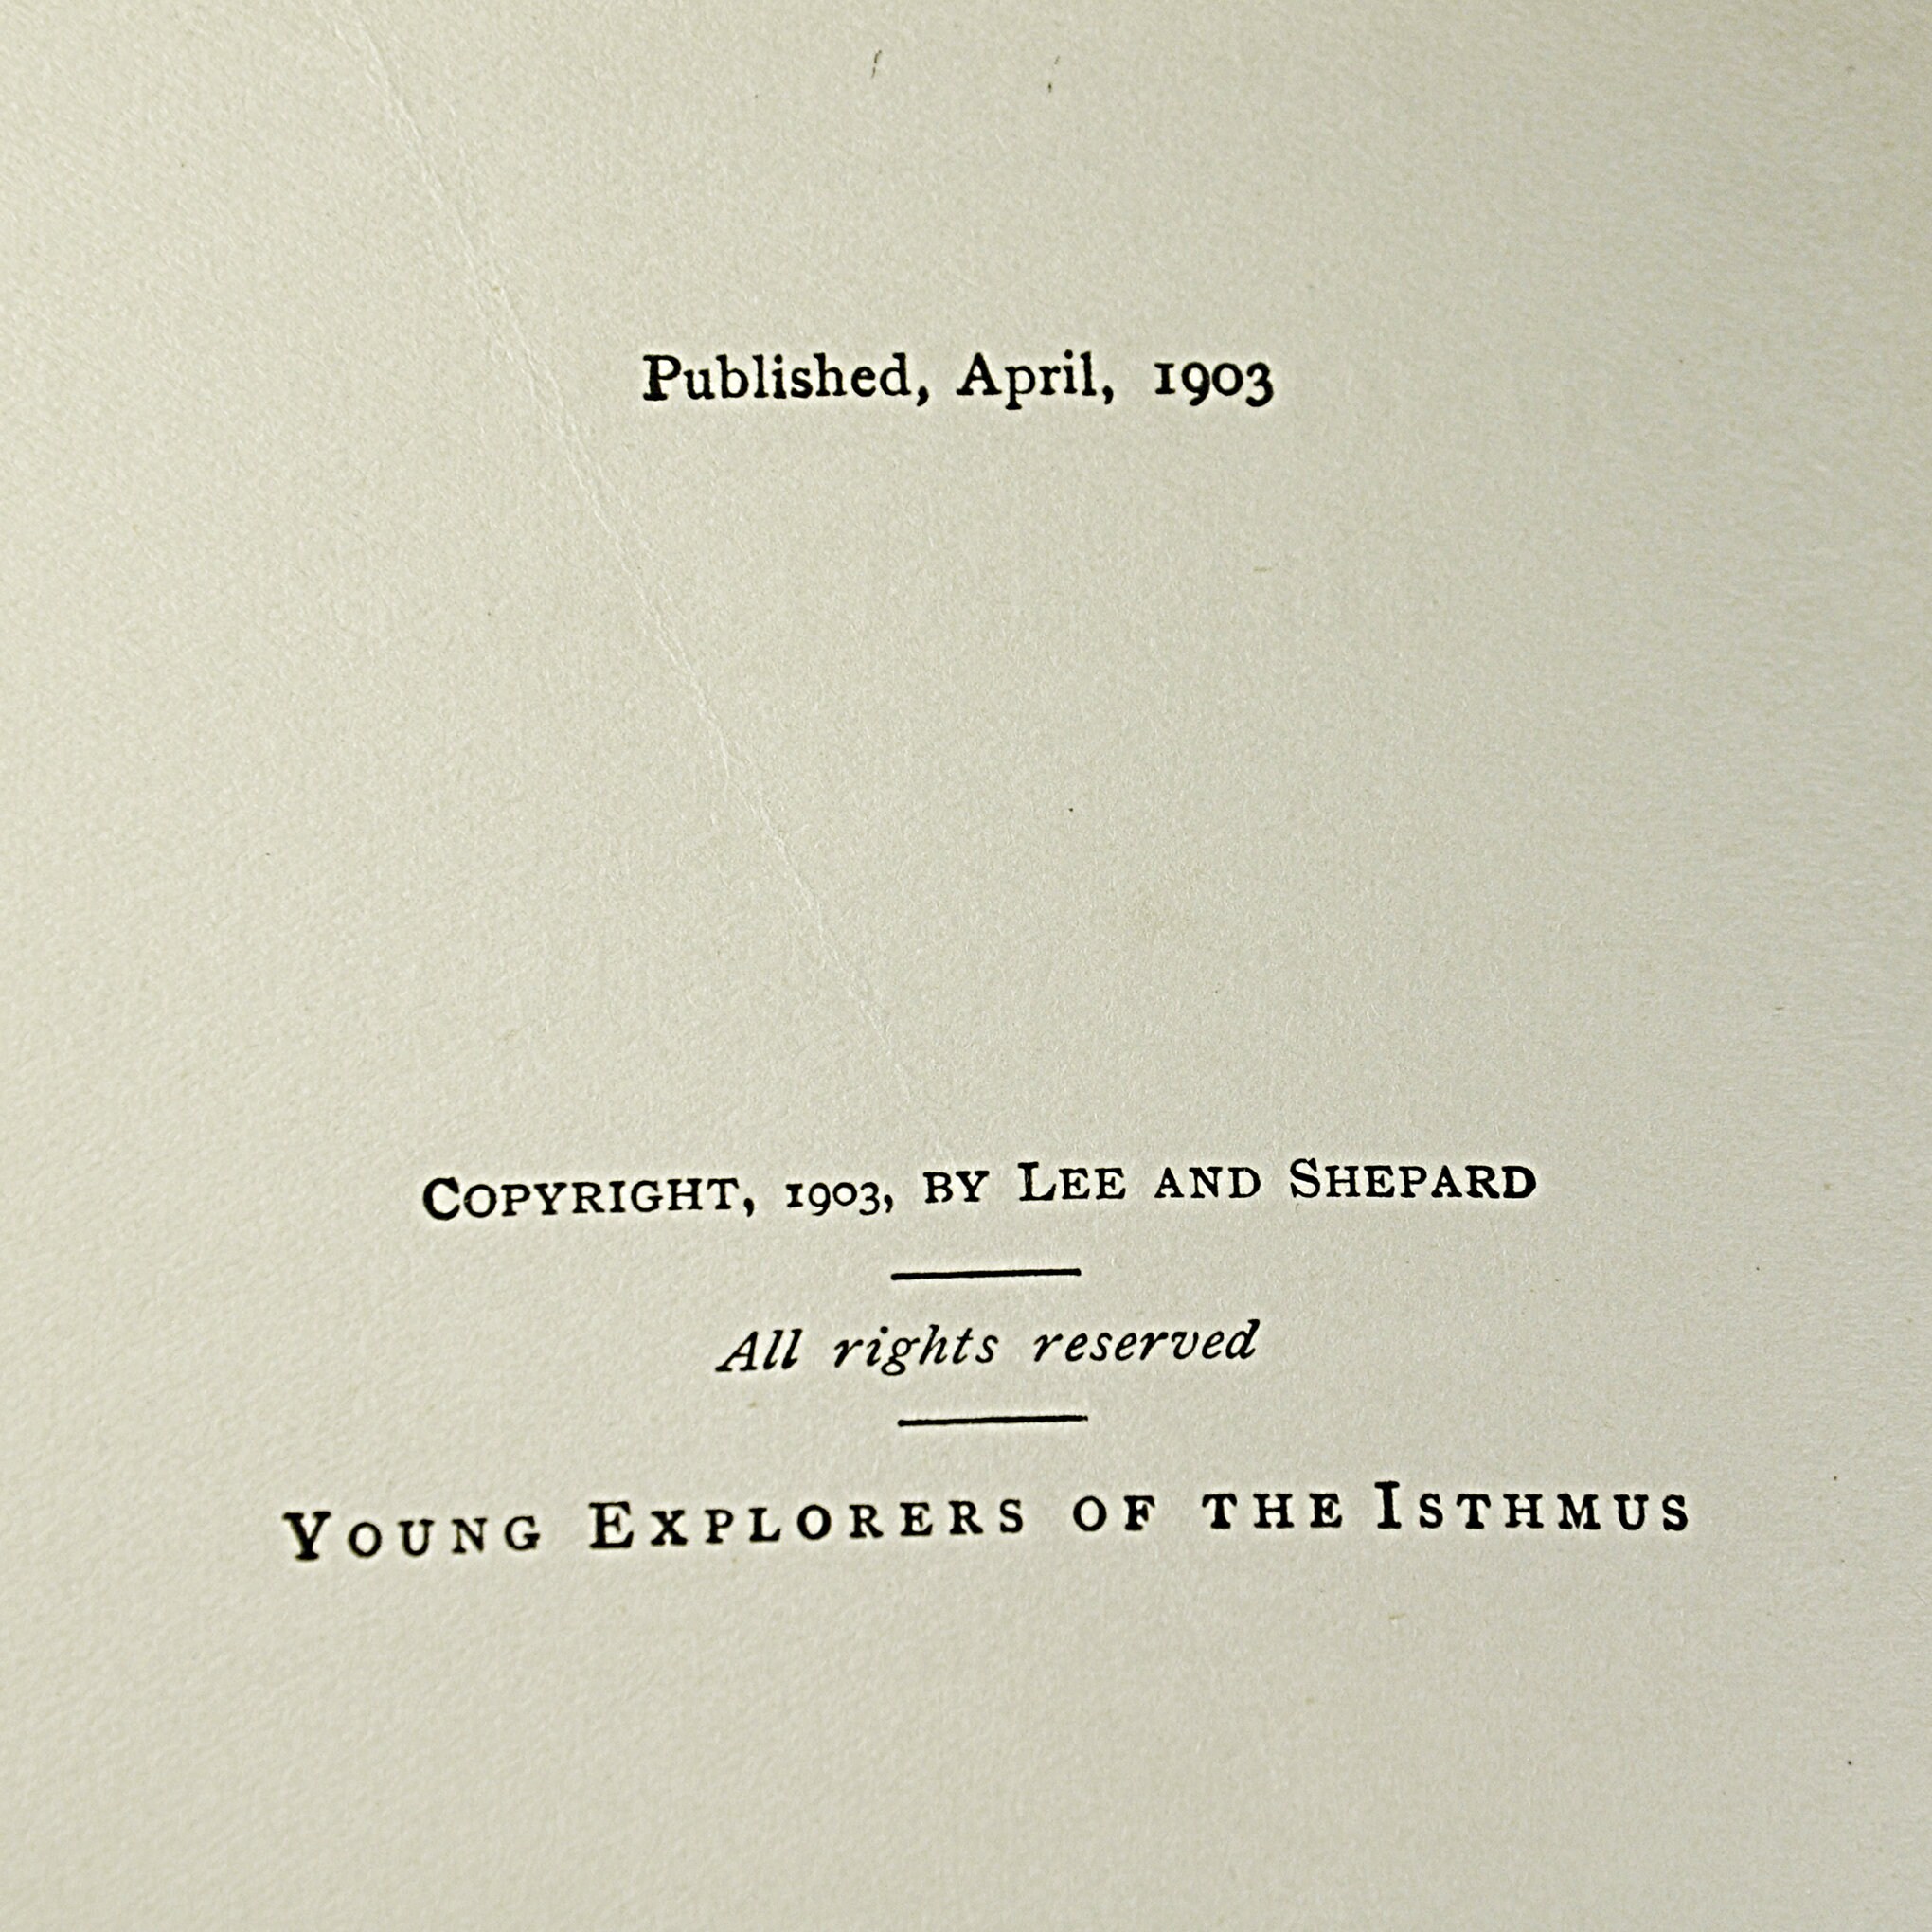 Published, April, 1903
COPYRIGHT, 1903, BY LEE AND SHEPARD
All rights reserved
YOUNG EXPLORERS OF THE ISTHMUS